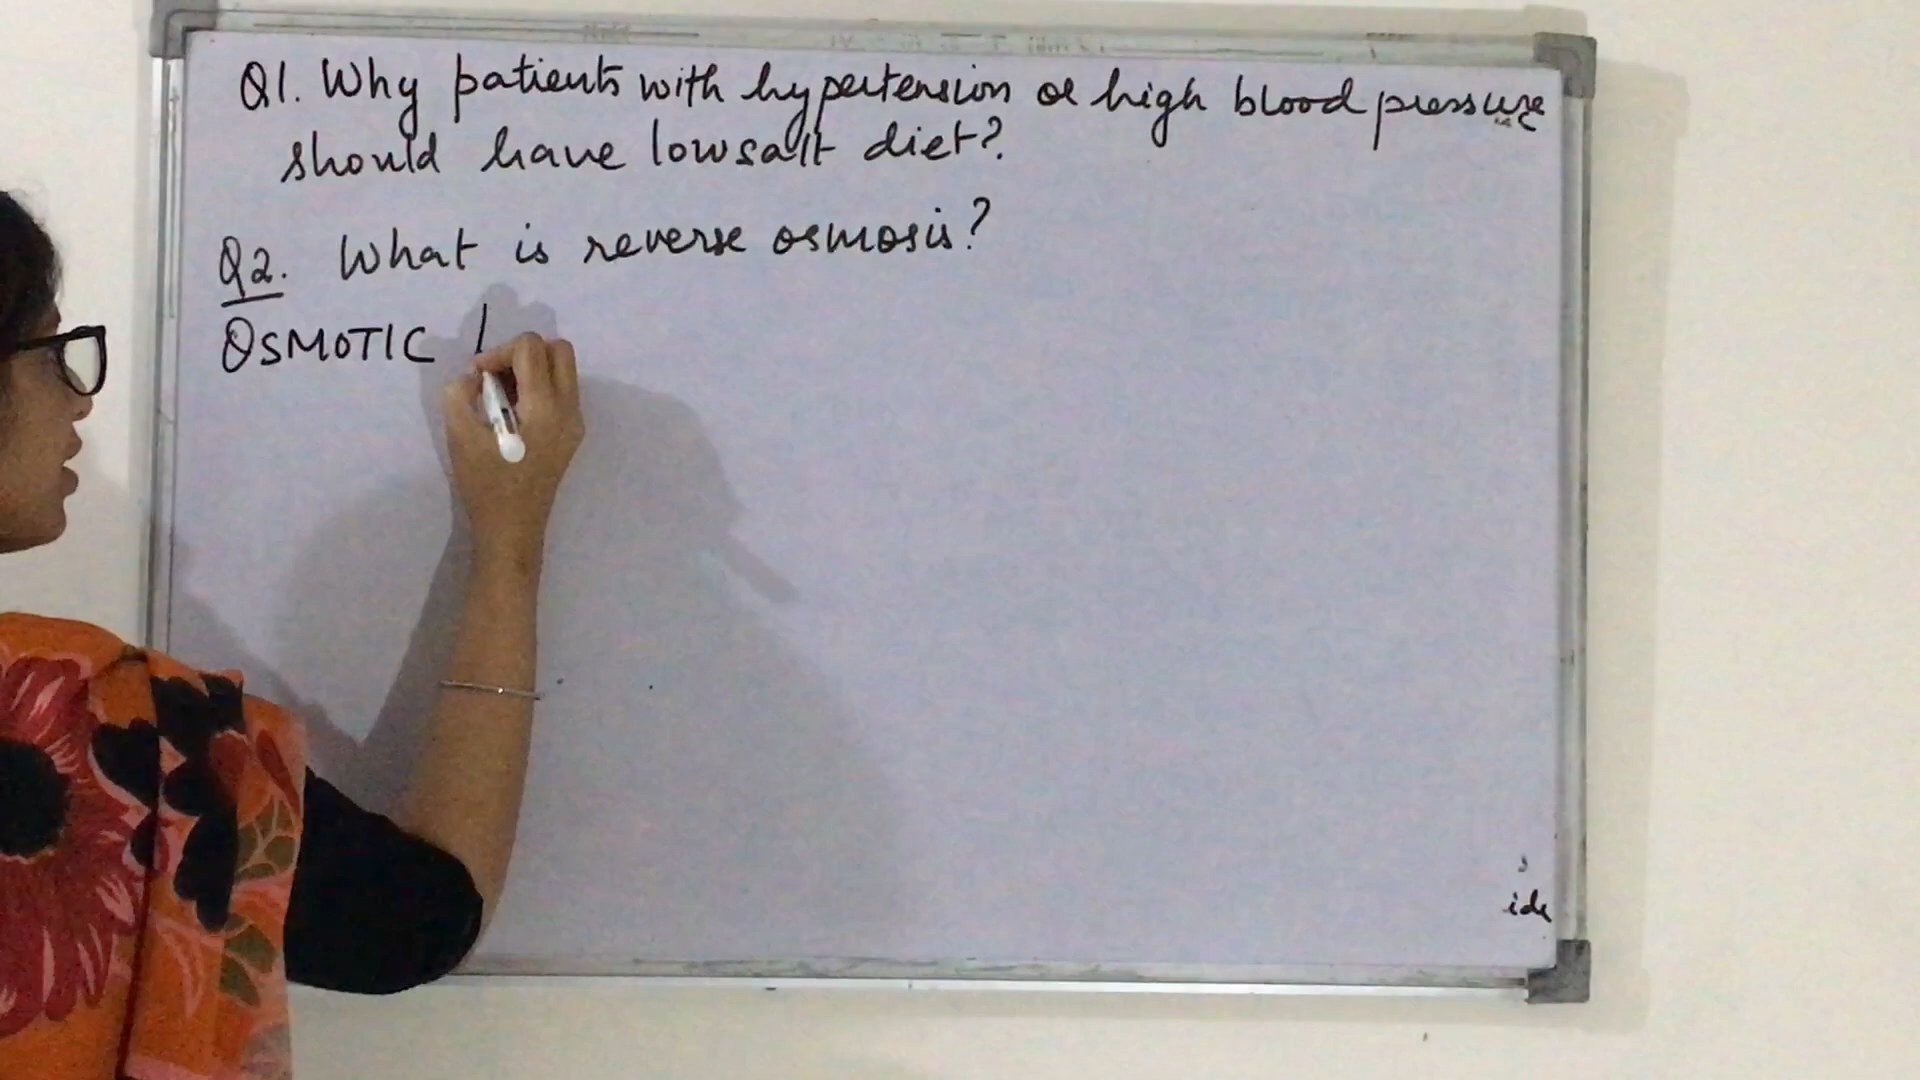 Q1. Why patients with hypertension or high blood pressure
should have low salt diet?
Q2. What is reverse osmosis?
OSMOTIC